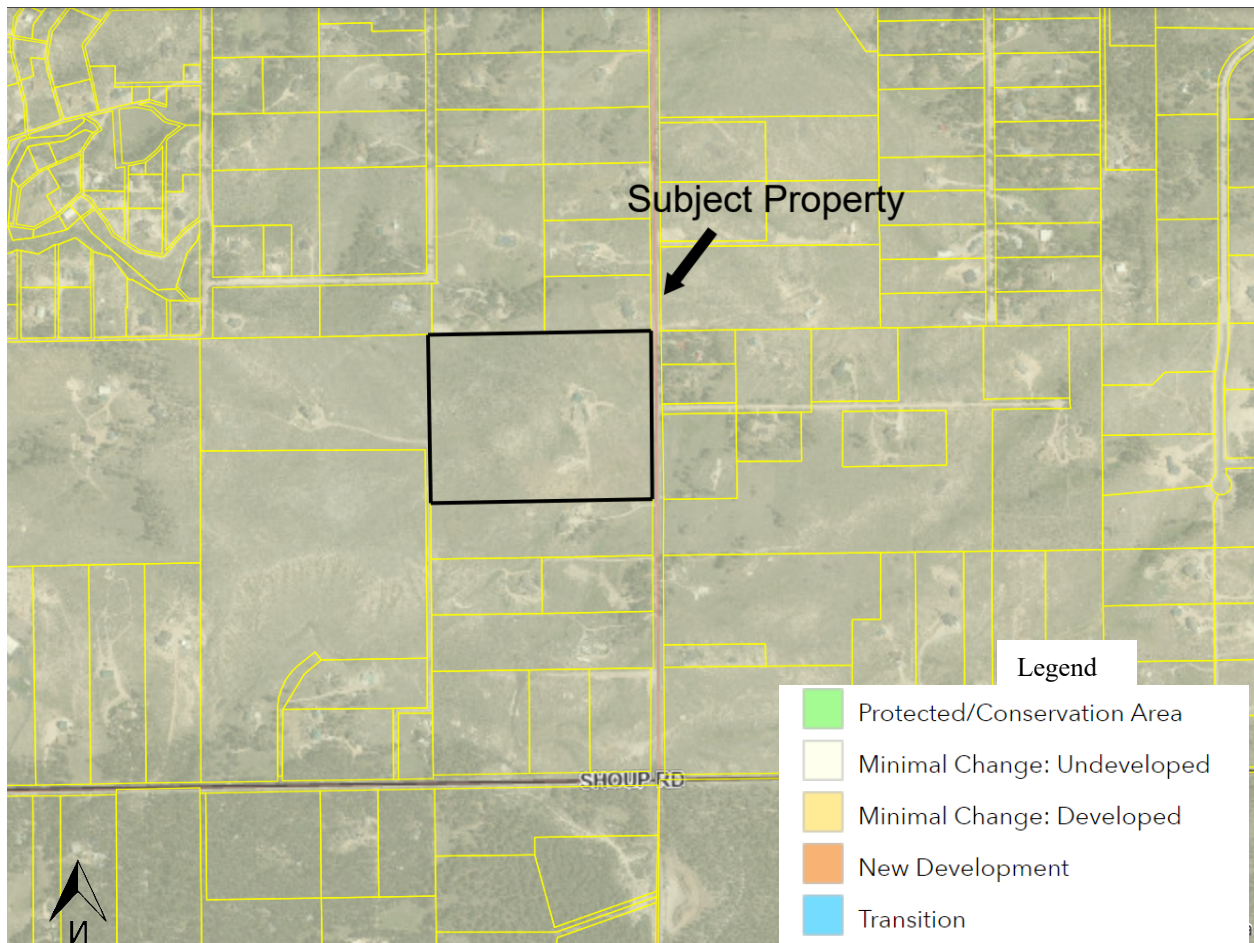 Subject Property
Legend
Protected/Conservation Area
Minimal Change: Undeveloped
Minimal Change: Developed
New Development
Transition
SHOUP RD
N